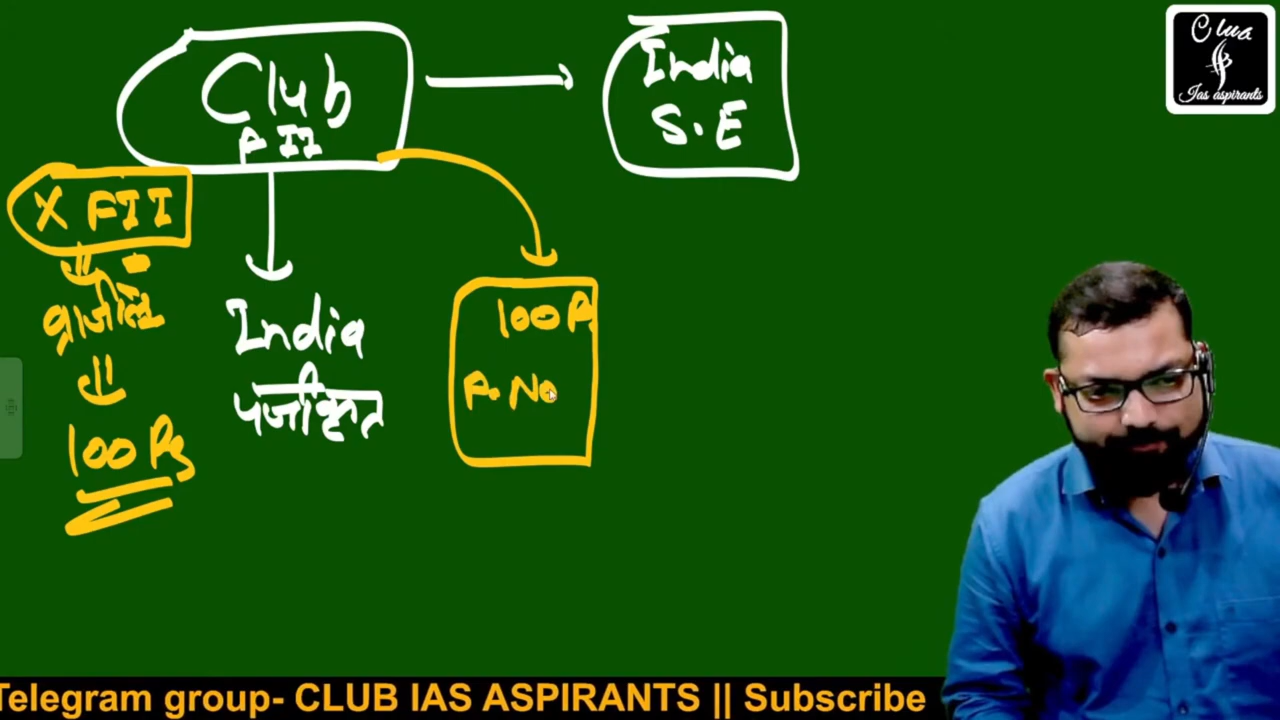 Club
FII
India
S.E
X FII
ब्राजील
100 Rs
India
पंजीकृत
100 R
P. No
Club
Ias aspirants
Telegram group- CLUB IAS ASPIRANTS || Subscribe